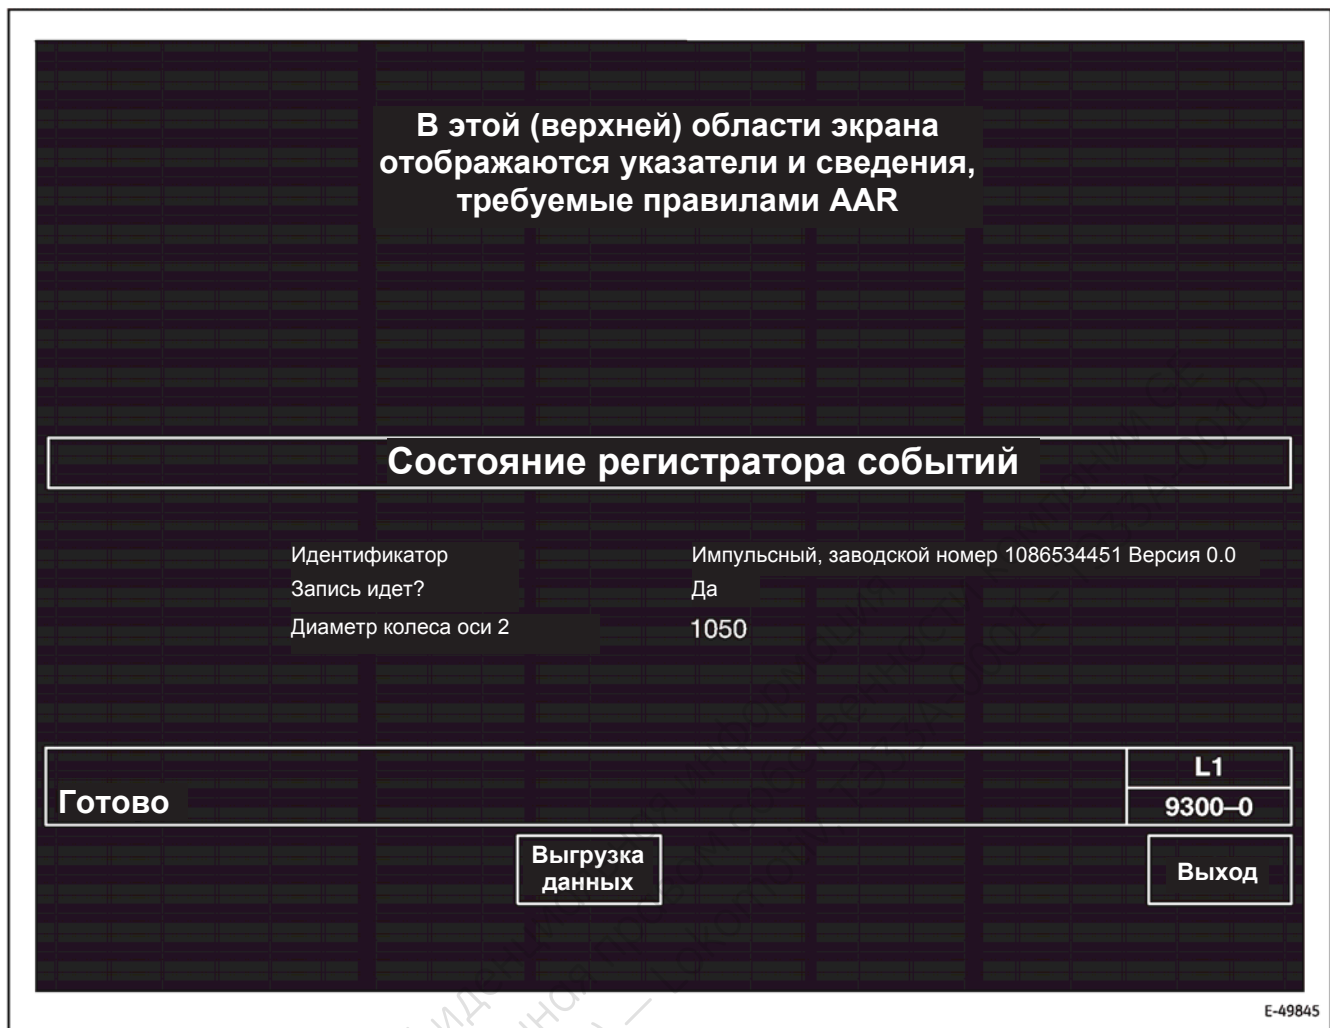 В этой (верхней) области экрана
отображаются указатели и сведения,
требуемые правилами AAR
Состояние регистратора событий
Идентификатор Импульсный, заводской номер 1086534451 Версия 0.0
Запись идет? Да
Диаметр колеса оси 2 1050
L1
Готово 9300–0
Выгрузка
данных
Выход
E-49845